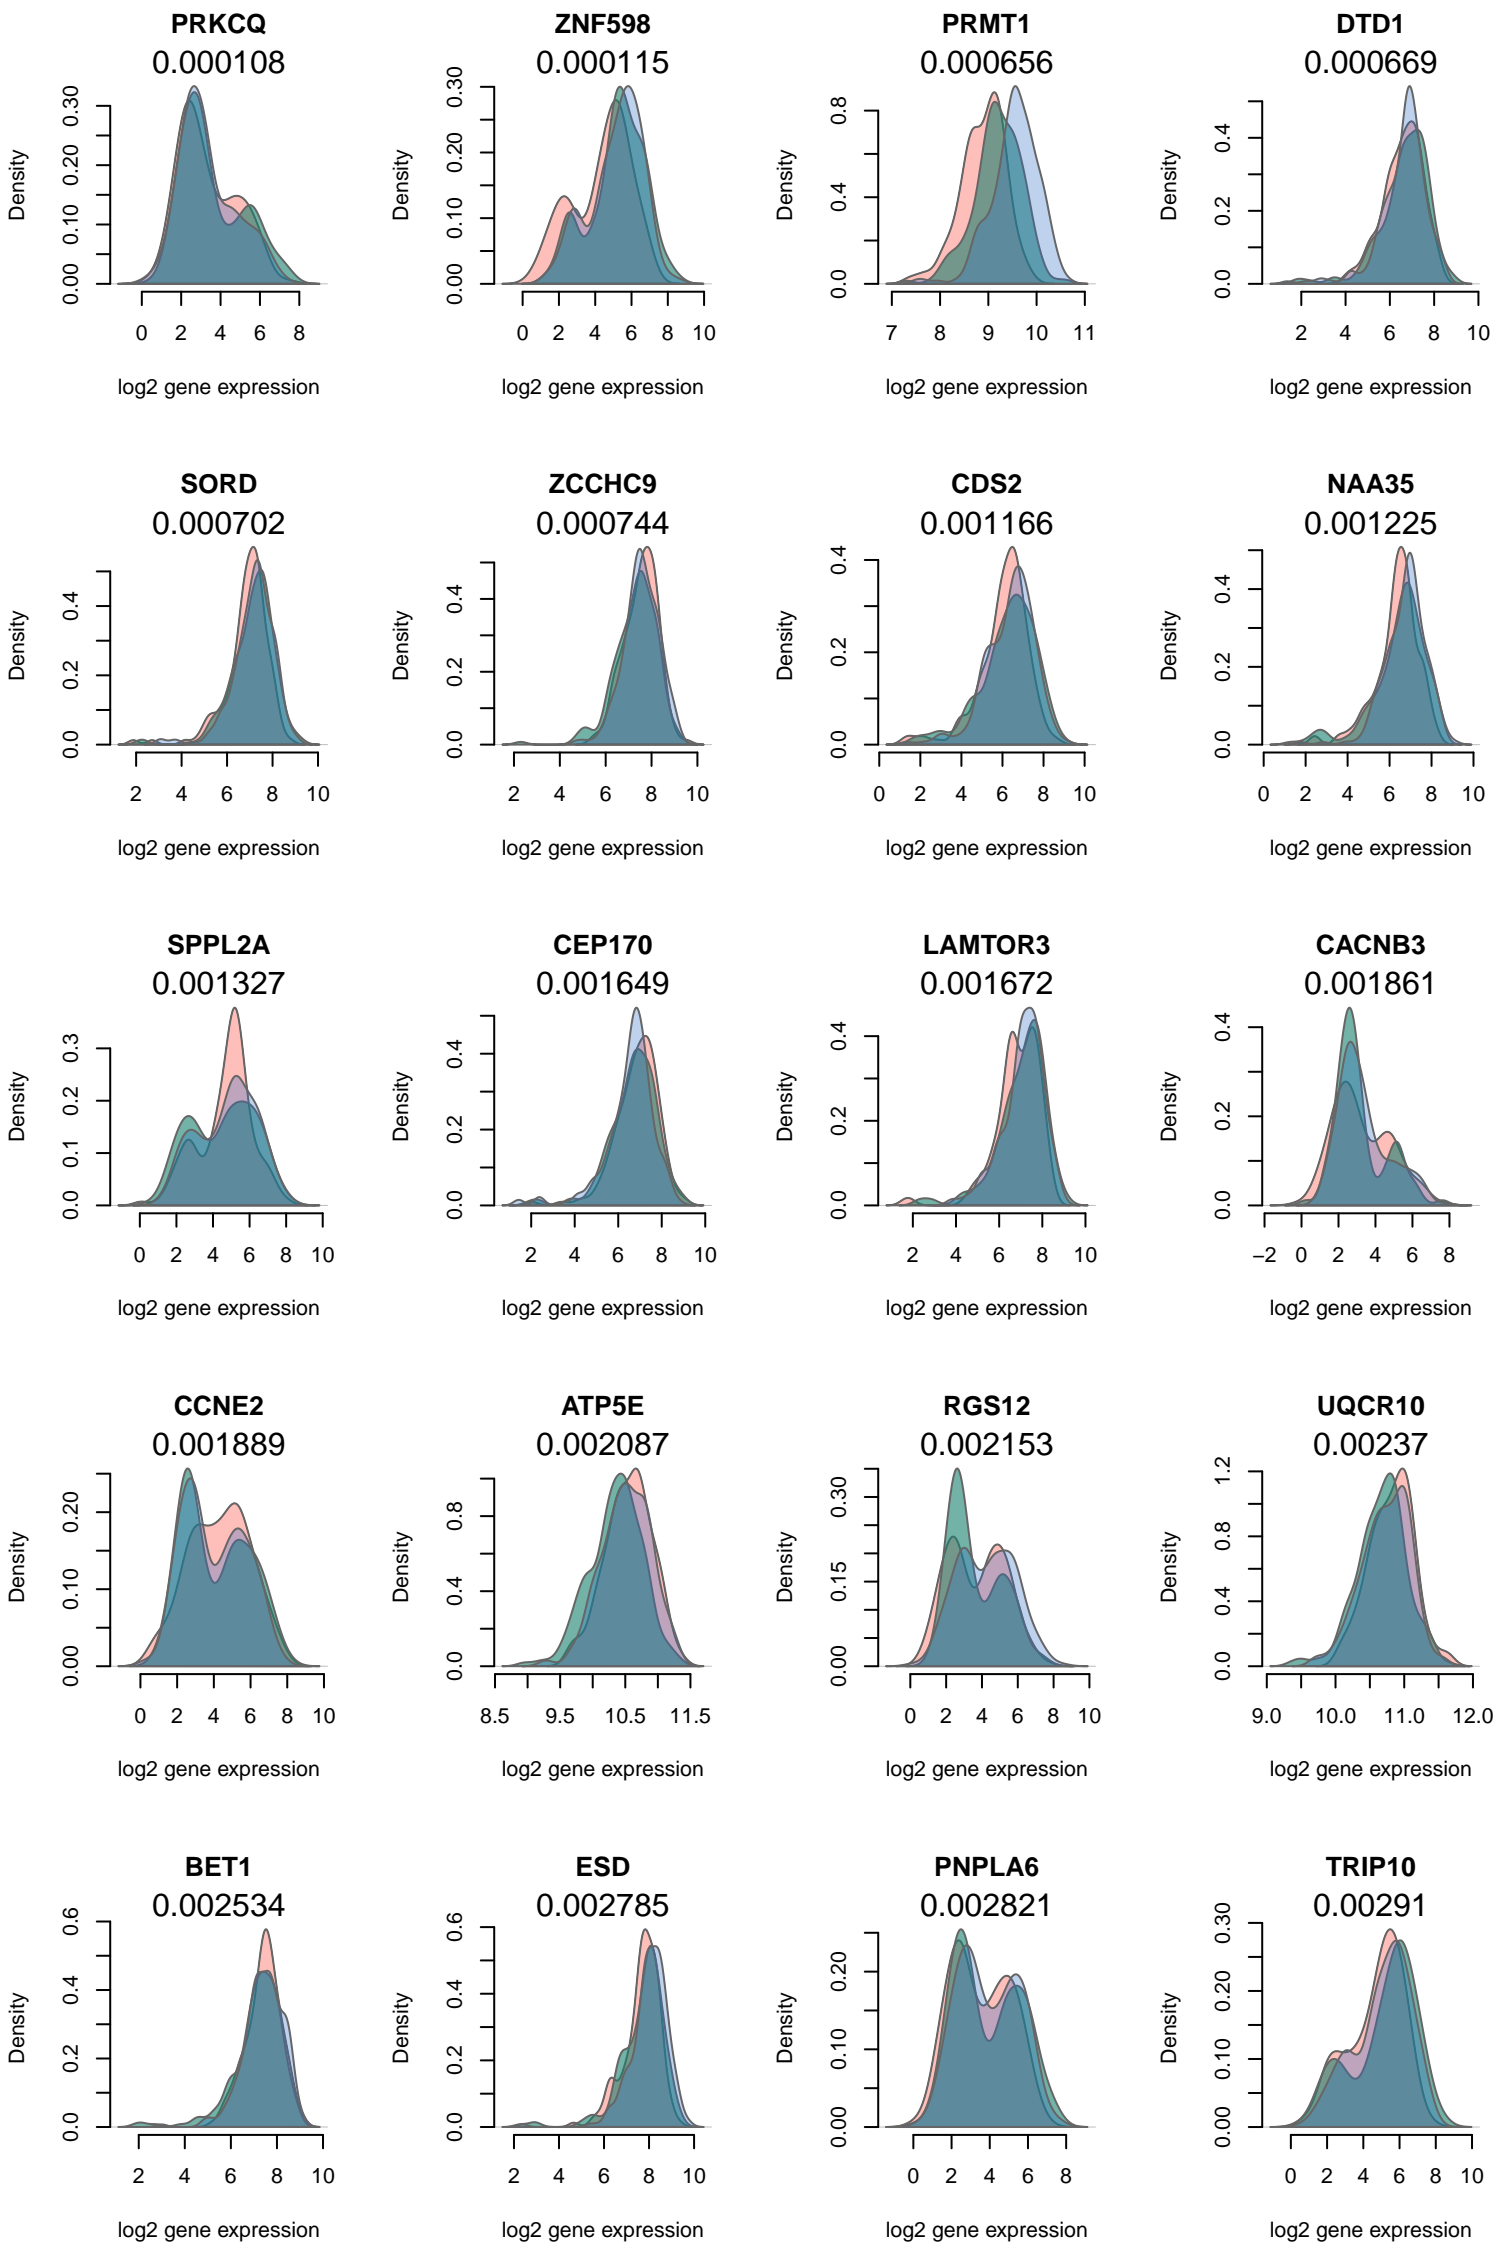 PRKCQ ZNF598 PRMT1 DTD1
0.000108 0.000115 0.000656 0.000669
Density 0.00 0.10 0.20 0.30 Density 0.00 0.10 0.20 0.30 Density 0.0 0.4 0.8 Density 0.0 0.2 0.4
0 2 4 6 8 0 2 4 6 8 10 7 8 9 10 11 2 4 6 8 10
log2 gene expression log2 gene expression log2 gene expression log2 gene expression
SORD ZCCHC9 CDS2 NAA35
0.000702 0.000744 0.001166 0.001225
Density 0.0 0.2 0.4 Density 0.0 0.2 0.4 Density 0.0 0.2 0.4 Density 0.0 0.2 0.4
2 4 6 8 10 2 4 6 8 10 0 2 4 6 8 10 0 2 4 6 8 10
log2 gene expression log2 gene expression log2 gene expression log2 gene expression
SPPL2A CEP170 LAMTOR3 CACNB3
0.001327 0.001649 0.001672 0.001861
Density 0.0 0.1 0.2 0.3 Density 0.0 0.2 0.4 Density 0.0 0.2 0.4 Density 0.0 0.2 0.4
0 2 4 6 8 10 2 4 6 8 10 2 4 6 8 10 −2 0 2 4 6 8
log2 gene expression log2 gene expression log2 gene expression log2 gene expression
CCNE2 ATP5E RGS12 UQCR10
0.001889 0.002087 0.002153 0.00237
Density 0.00 0.10 0.20 Density 0.0 0.4 0.8 Density 0.00 0.15 0.30 Density 0.0 0.4 0.8 1.2
0 2 4 6 8 10 8.5 9.5 10.5 11.5 0 2 4 6 8 10 9.0 10.0 11.0 12.0
log2 gene expression log2 gene expression log2 gene expression log2 gene expression
BET1 ESD PNPLA6 TRIP10
0.002534 0.002785 0.002821 0.00291
Density 0.0 0.2 0.4 0.6 Density 0.0 0.2 0.4 0.6 Density 0.00 0.10 0.20 Density 0.00 0.10 0.20 0.30
2 4 6 8 10 2 4 6 8 10 0 2 4 6 8 0 2 4 6 8 10
log2 gene expression log2 gene expression log2 gene expression log2 gene expression